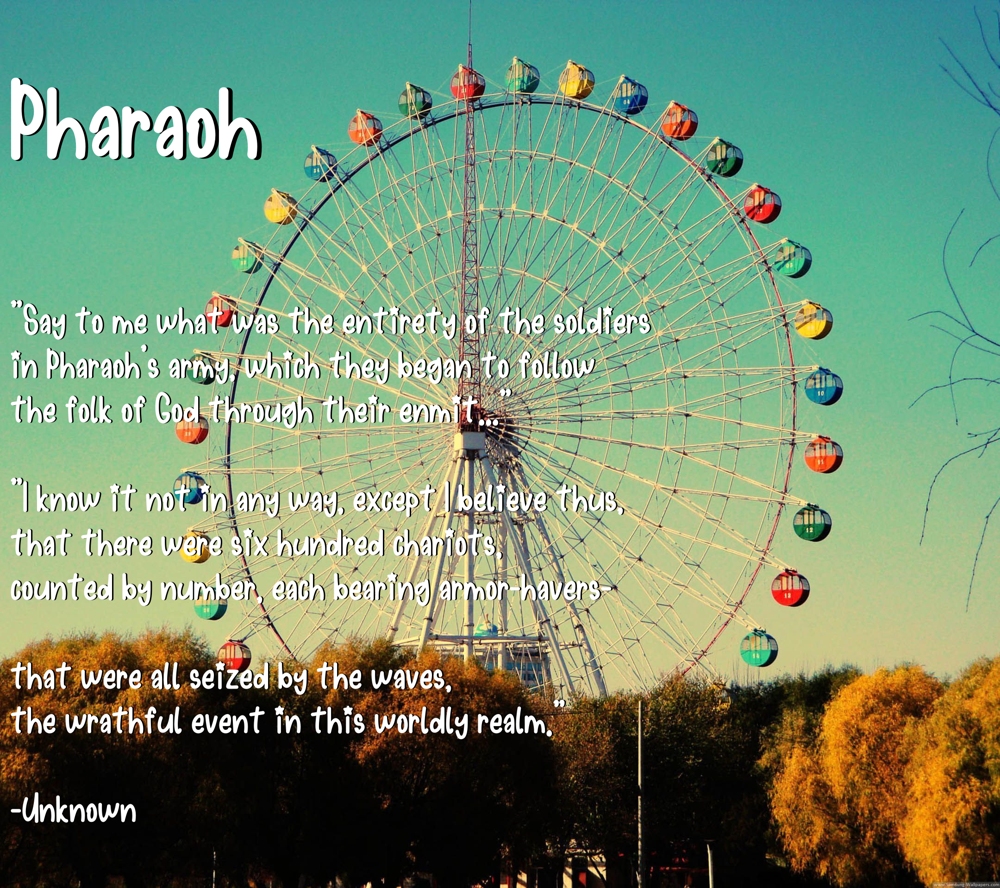 Pharaoh
"Say to me what was the entirety of the soldiers
in Pharaoh's army, which they began to follow
the folk of God through their enmit..."
"I know it not in any way, except I believe thus,
that there were six hundred chariots,
counted by number, each bearing armor-havers-
that were all seized by the waves,
the wrathful event in this worldly realm."
-Unknown